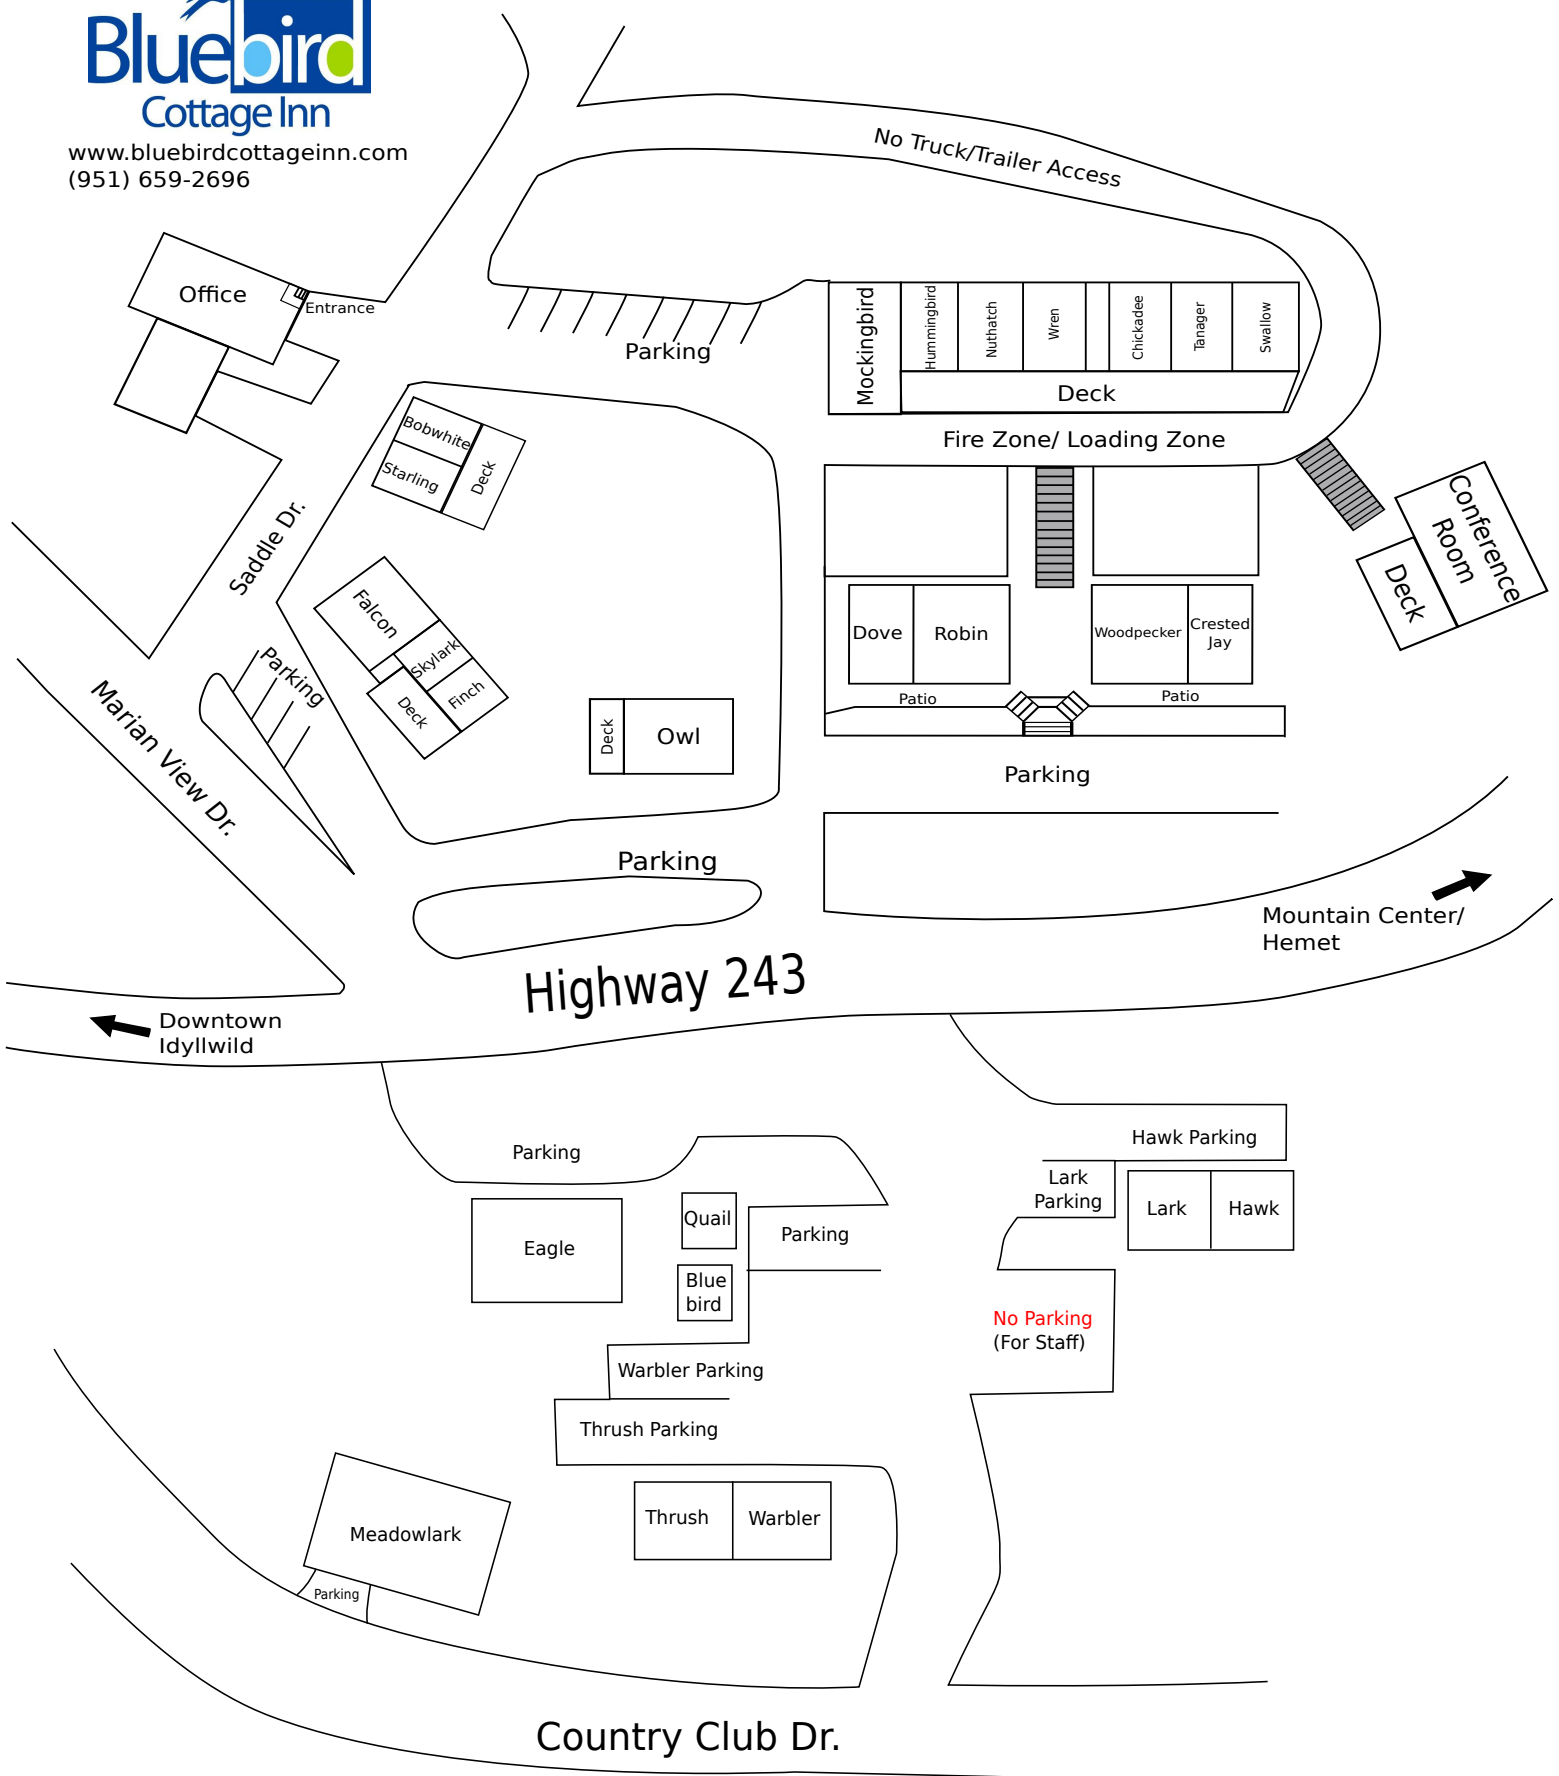 Bluebird
Cottage Inn
www.bluebirdcottageinn.com
(951) 659-2696
No Truck/Trailer Access
Office
Entrance
Parking
Mockingbird
Hummingbird
Nuthatch
Wren
Chickadee
Tanager
Swallow
Deck
Fire Zone/ Loading Zone
Bobwhite
Starling
Deck
Saddle Dr.
Conference
Room
Deck
Falcon
Skylark
Finch
Deck
Parking
Marian View Dr.
Dove
Robin
Woodpecker
Crested
Jay
Patio
Patio
Deck
Owl
Parking
Parking
Mountain Center/
Hemet
Highway 243
Downtown
Idyllwild
Parking
Hawk Parking
Lark
Parking
Lark
Hawk
Quail
Parking
Eagle
Blue
bird
No Parking
(For Staff)
Warbler Parking
Thrush Parking
Thrush
Warbler
Meadowlark
Parking
Country Club Dr.